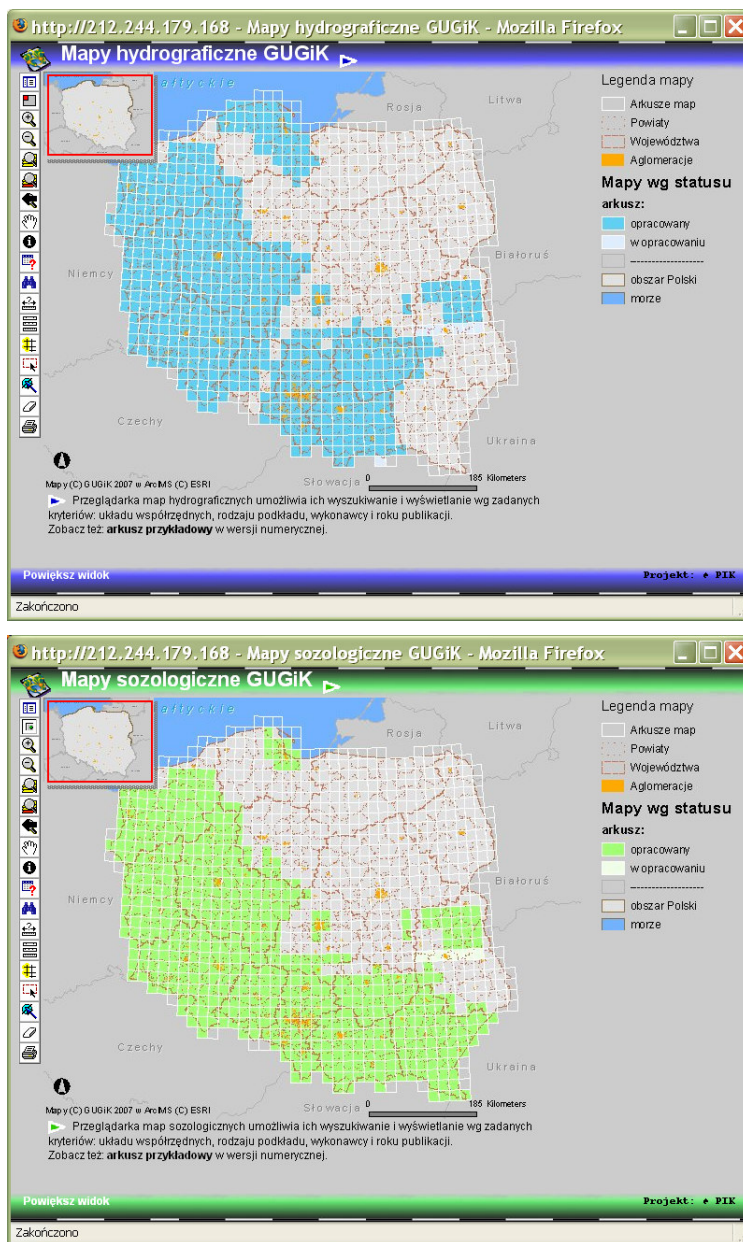 http://212.244.179.168 - Mapy hydrograficzne GUGiK - Mozilla Firefox
Mapy hydrograficzne GUGiK
ałtyckie
Rosja
Litwa
Białoruś
Niemcy
Czechy
Ukraina
Słowacja
0
185 Kilometers
Mapy (C) GUGiK 2007 w ArcIMS (C) ESRI
Legenda mapy
Arkusze map
Powiaty
Województwa
Aglomeracje
Mapy wg statusu
arkusz:
opracowany
w opracowaniu
--------------------
obszar Polski
morze
Przeglądarka map hydrograficznych umożliwia ich wyszukiwanie i wyświetlanie wg zadanych
kryteriów: układu współrzędnych, rodzaju podkładu, wykonawcy i roku publikacji.
Zobacz też: arkusz przykładowy w wersji numerycznej.
Powiększ widok
Projekt: PIK
Zakończono
http://212.244.179.168 - Mapy sozologiczne GUGiK - Mozilla Firefox
Mapy sozologiczne GUGiK
ałtyckie
Rosja
Litwa
Białoruś
Niemcy
Czechy
Ukraina
Słowacja
0
185 Kilometers
Mapy (C) GUGiK 2007 w ArcIMS (C) ESRI
Legenda mapy
Arkusze map
Powiaty
Województwa
Aglomeracje
Mapy wg statusu
arkusz:
opracowany
w opracowaniu
--------------------
obszar Polski
morze
Przeglądarka map sozologicznych umożliwia ich wyszukiwanie i wyświetlanie wg zadanych
kryteriów: układu współrzędnych, rodzaju podkładu, wykonawcy i roku publikacji.
Zobacz też: arkusz przykładowy w wersji numerycznej.
Powiększ widok
Projekt: PIK
Zakończono